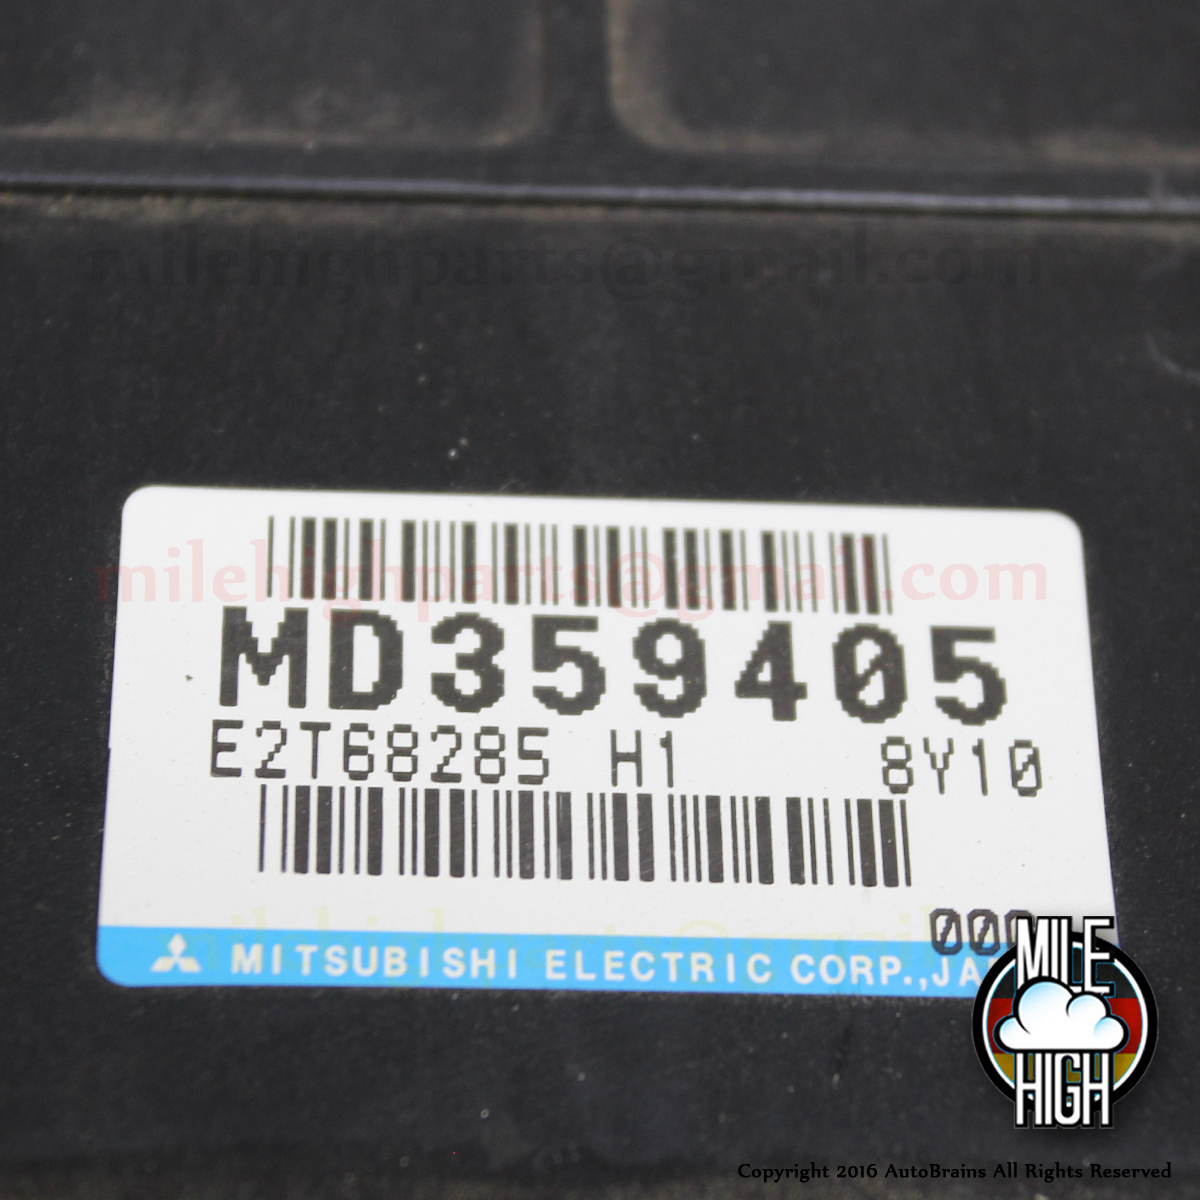 milehighparts@gmail.com
milehighparts@gmail.com
MD359405
E2T68285 H1 8Y10
000
MITSUBISHI ELECTRIC CORP.,JA
MILE
HIGH
Copyright 2016 AutoBrains All Rights Reserved